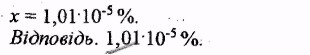 x = 1,01·10⁻⁵ %.
Відповідь. 1,01·10⁻⁵ %.